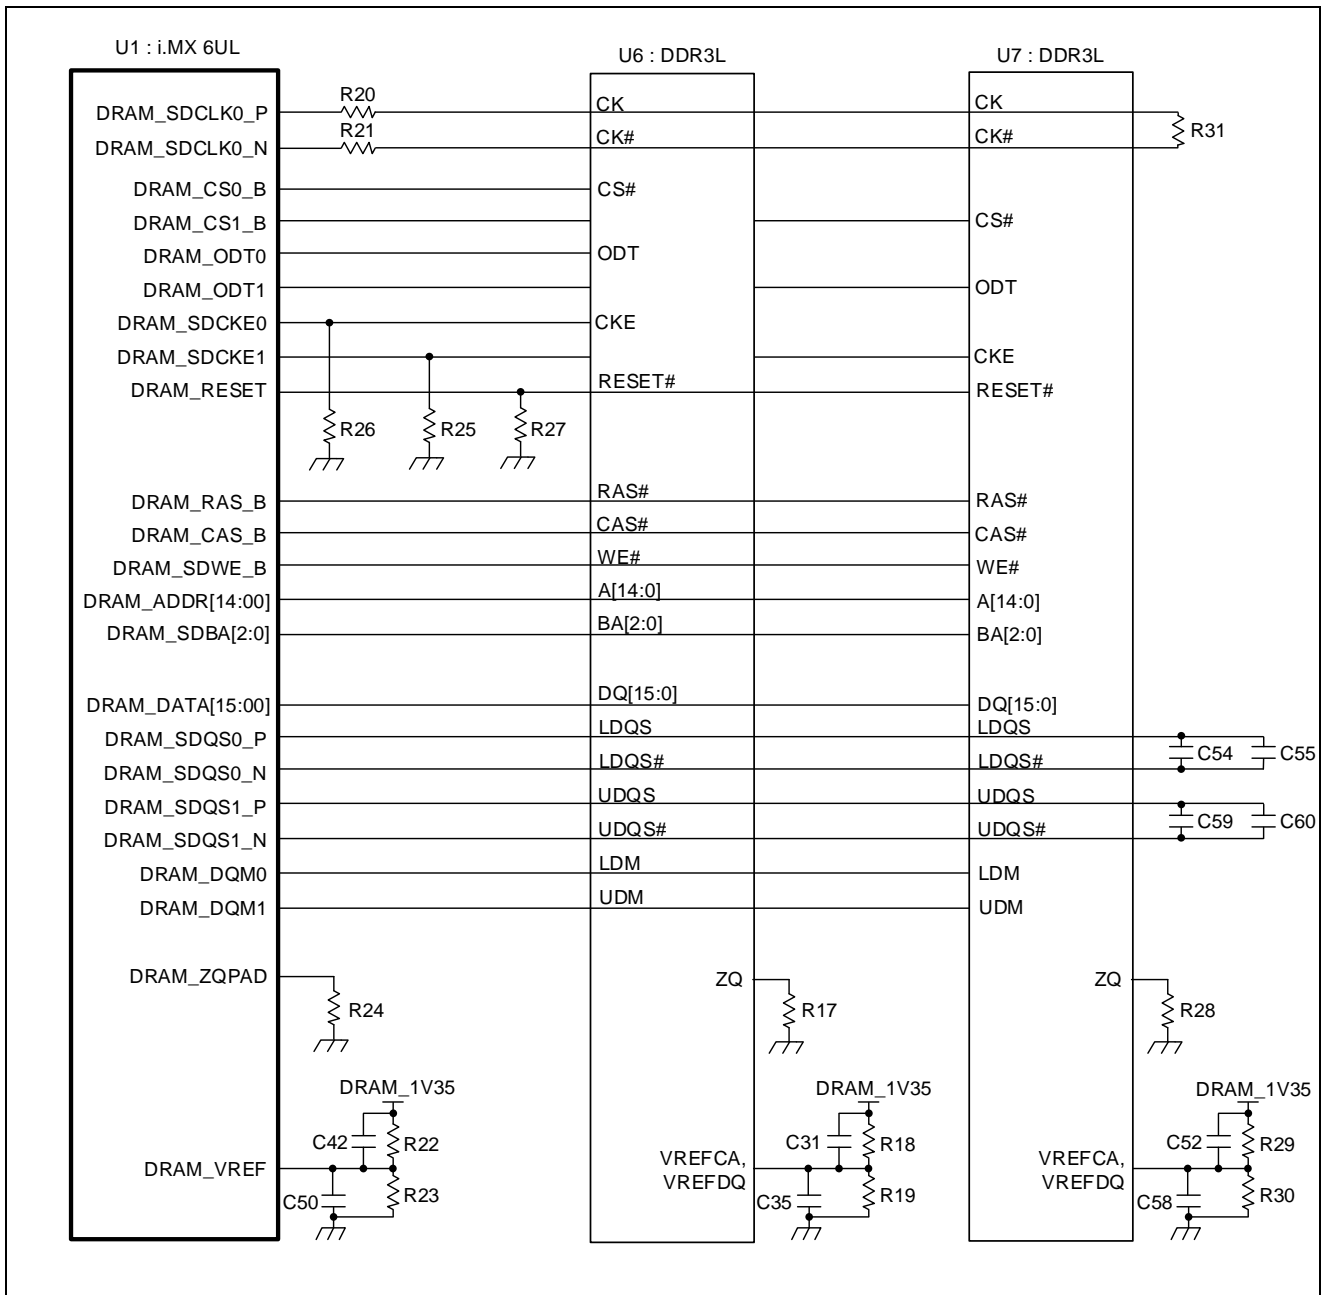 U1 : i.MX 6UL
U6 : DDR3L
U7 : DDR3L
DRAM_SDCLK0_P
R20
CK
CK
DRAM_SDCLK0_N
R21
CK#
CK#
R31
DRAM_CS0_B
CS#
DRAM_CS1_B
CS#
DRAM_ODT0
ODT
DRAM_ODT1
ODT
DRAM_SDCKE0
CKE
DRAM_SDCKE1
CKE
DRAM_RESET
RESET#
RESET#
R26
R25
R27
DRAM_RAS_B
RAS#
RAS#
DRAM_CAS_B
CAS#
CAS#
DRAM_SDWE_B
WE#
WE#
DRAM_ADDR[14:00]
A[14:0]
A[14:0]
DRAM_SDBA[2:0]
BA[2:0]
BA[2:0]
DRAM_DATA[15:00]
DQ[15:0]
DQ[15:0]
DRAM_SDQS0_P
LDQS
LDQS
C54
C55
DRAM_SDQS0_N
LDQS#
LDQS#
DRAM_SDQS1_P
UDQS
UDQS
C59
C60
DRAM_SDQS1_N
UDQS#
UDQS#
DRAM_DQM0
LDM
LDM
DRAM_DQM1
UDM
UDM
DRAM_ZQPAD
R24
ZQ
R17
ZQ
R28
DRAM_1V35
DRAM_1V35
DRAM_1V35
C42
R22
C31
R18
C52
R29
DRAM_VREF
VREFCA,
VREFDQ
VREFCA,
VREFDQ
C50
R23
C35
R19
C58
R30